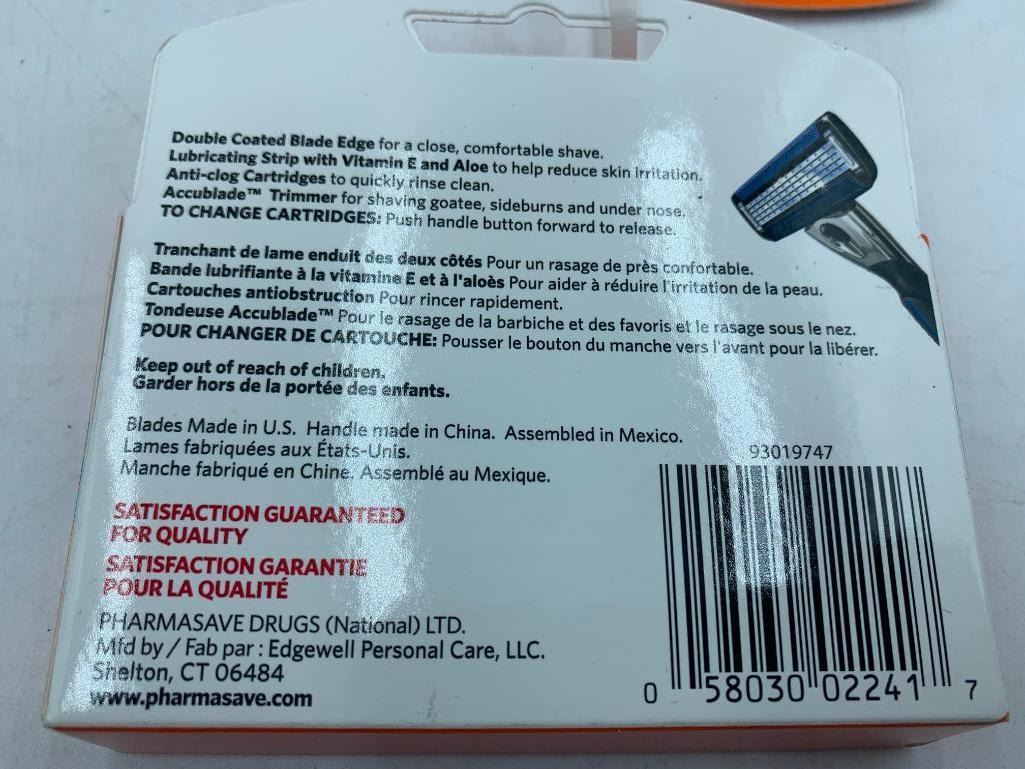 Double Coated Blade Edge for a close, comfortable shave.
Lubricating Strip with Vitamin E and Aloe to help reduce skin irritation.
Anti-clog Cartridges to quickly rinse clean.
Accublade™ Trimmer for shaving goatee, sideburns and under nose.
TO CHANGE CARTRIDGES: Push handle button forward to release.
Tranchant de lame enduit des deux côtés Pour un rasage de près confortable.
Bande lubrifiante à la vitamine E et à l'aloès Pour aider à réduire l'irritation de la peau.
Cartouches antiobstruction Pour rincer rapidement.
Tondeuse Accublade™ Pour le rasage de la barbiche et des favoris et le rasage sous le nez.
POUR CHANGER DE CARTOUCHE: Pousser le bouton du manche vers l'avant pour la libérer.
Keep out of reach of children.
Garder hors de la portée des enfants.
Blades Made in U.S. Handle made in China. Assembled in Mexico.
Lames fabriquées aux États-Unis.
Manche fabriqué en Chine. Assemblé au Mexique.
SATISFACTION GUARANTEED
FOR QUALITY
SATISFACTION GARANTIE
POUR LA QUALITÉ
PHARMASAVE DRUGS (National) LTD.
Mfd by / Fab par : Edgewell Personal Care, LLC.
Shelton, CT 06484
www.pharmasave.com
93019747
0 58030 02241 7